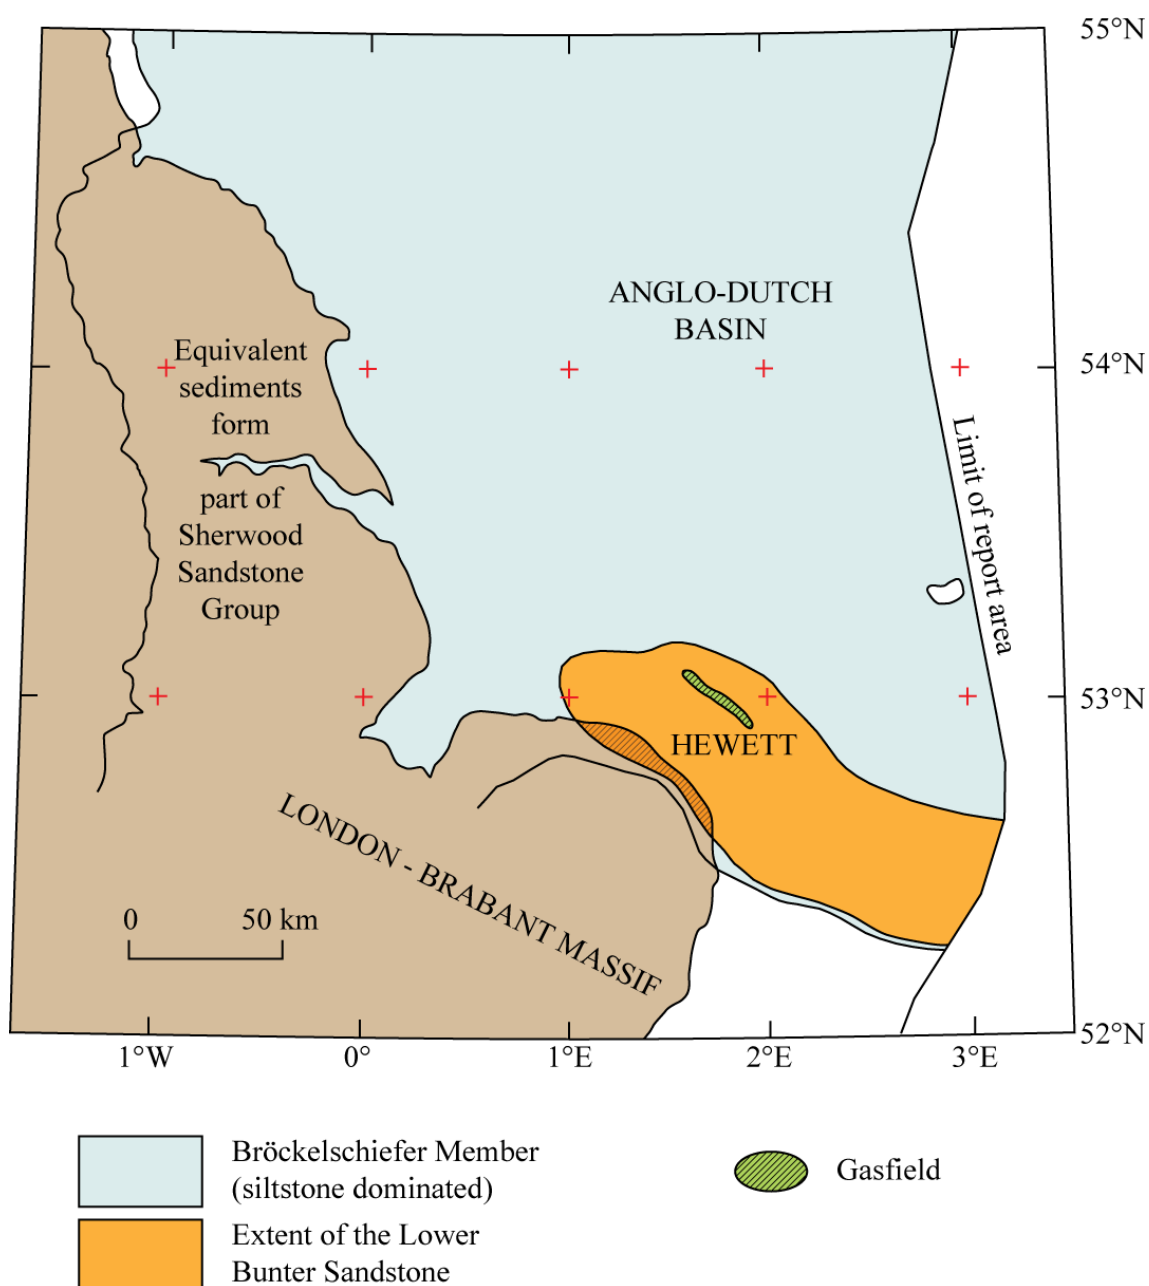 55°N
ANGLO-DUTCH
BASIN
Equivalent
sediments
form
54°N
part of
Sherwood
Sandstone
Group
Limit of report area
53°N
HEWETT
LONDON - BRABANT MASSIF
0 50 km
52°N
1°W 0° 1°E 2°E 3°E
Bröckelschiefer Member
(siltstone dominated)
Gasfield
Extent of the Lower
Bunter Sandstone